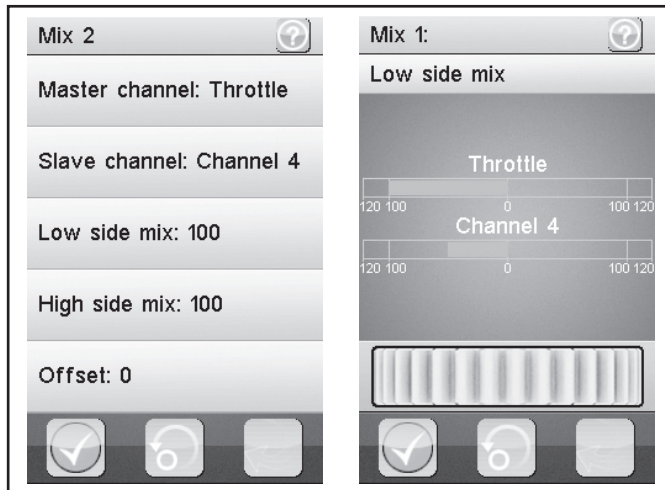 Mix 2
?
Master channel: Throttle
Slave channel: Channel 4
Low side mix: 100
High side mix: 100
Offset: 0
Mix 1:
?
Low side mix
Throttle
120 100 0 100 120
Channel 4
120 100 0 100 120